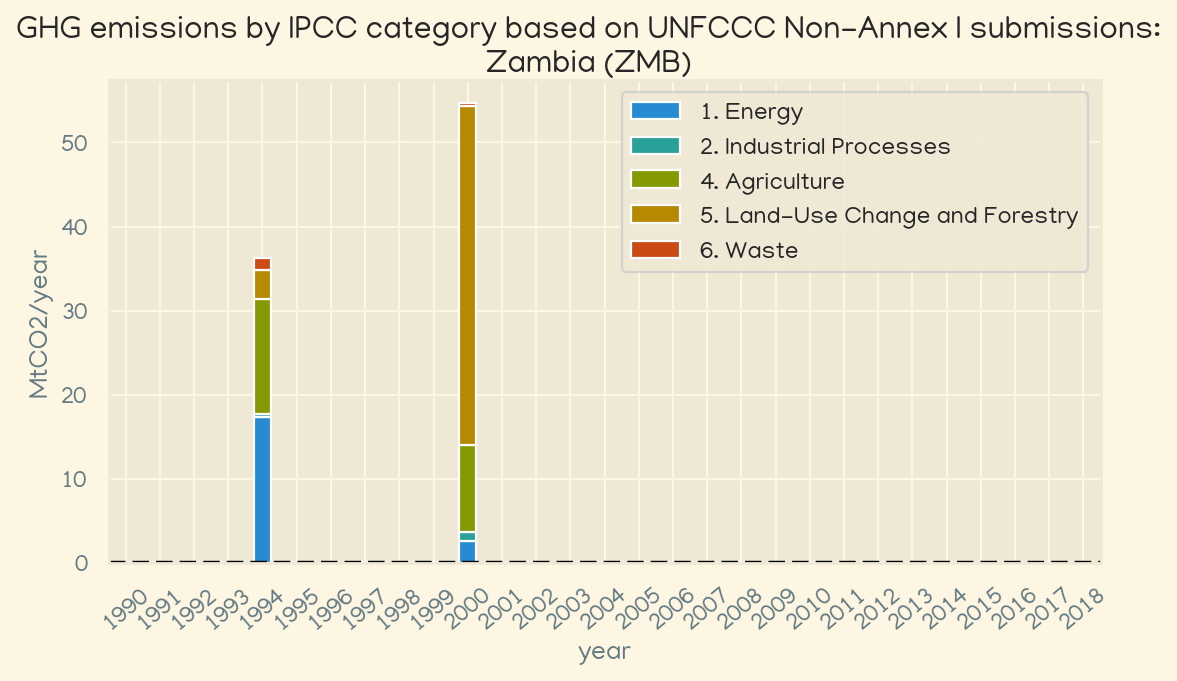 GHG emissions by IPCC category based on UNFCCC Non-Annex I submissions:
Zambia (ZMB)
1. Energy
2. Industrial Processes
4. Agriculture
5. Land-Use Change and Forestry
6. Waste
MtCO2/year
50
40
30
20
10
0
1990 1991 1992 1993 1994 1995 1996 1997 1998 1999 2000 2001 2002 2003 2004 2005 2006 2007 2008 2009 2010 2011 2012 2013 2014 2015 2016 2017 2018
year